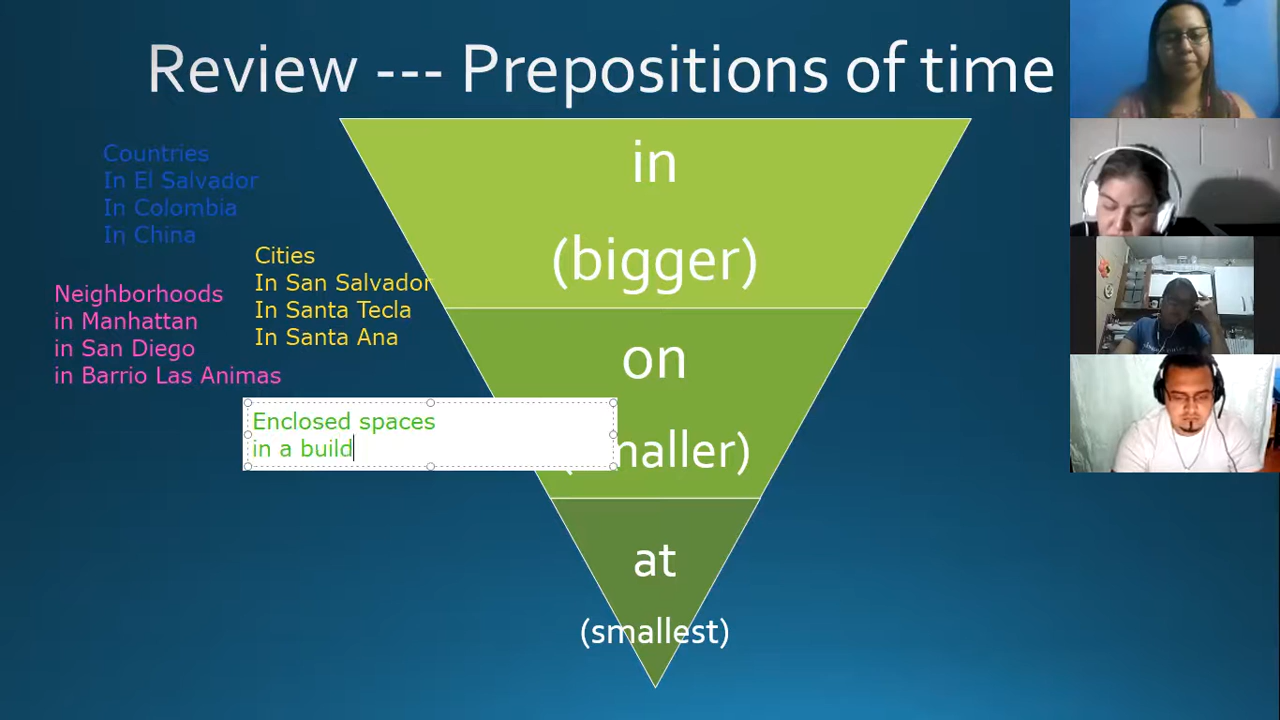 Review --- Prepositions of time
Countries
In El Salvador
In Colombia
In China
Cities
In San Salvador
In Santa Tecla
In Santa Ana
Neighborhoods
in Manhattan
in San Diego
in Barrio Las Animas
Enclosed spaces
in a build
in
(bigger)
on
maller)
at
(smallest)